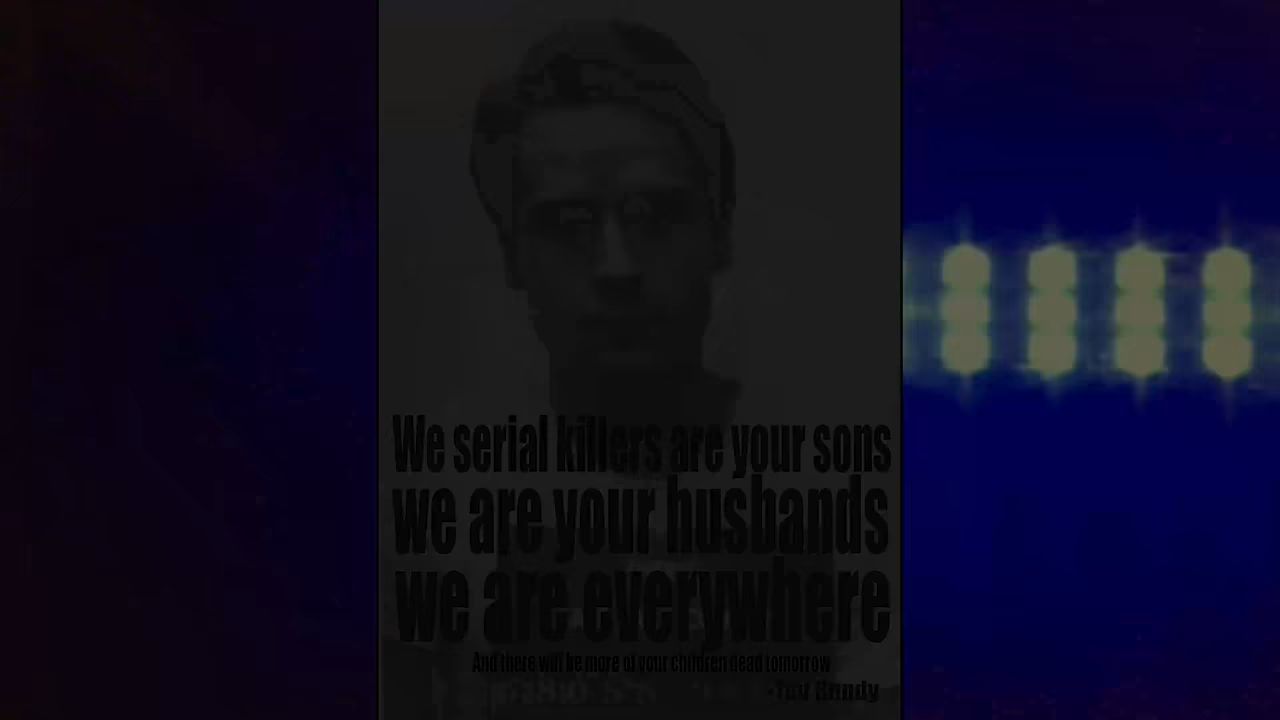 We serial killers are your sons
we are your husbands
we are everywhere
And there will be more of your children dead tomorrow
-Ted Bundy